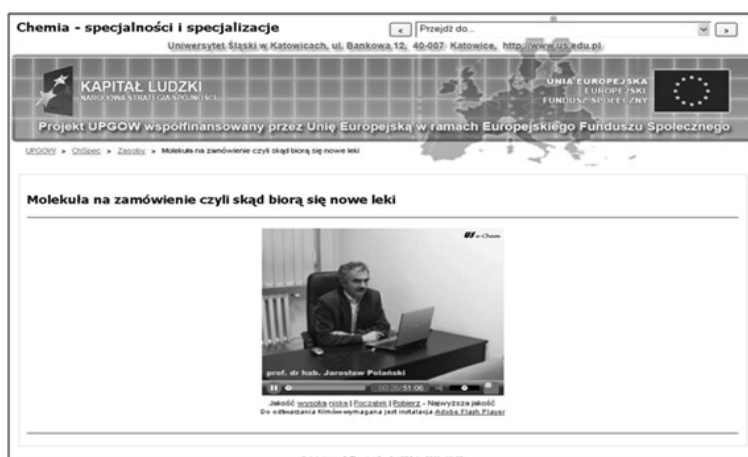 Chemia - specjalności i specjalizacje
< Przejdź do... >
Uniwersytet Śląski w Katowicach, ul. Bankowa 12, 40-007 Katowice, http://www.us.edu.pl
KAPITAŁ LUDZKI
NARODOWA STRATEGIA SPÓJNOŚCI
UNIA EUROPEJSKA
EUROPEJSKI
FUNDUSZ SPOŁECZNY
Projekt UPGOW współfinansowany przez Unię Europejską w ramach Europejskiego Funduszu Społecznego
UPGOW » ChSpec » Zasoby » Molekuła na zamówienie czyli skąd biorą się nowe leki
Molekuła na zamówienie czyli skąd biorą się nowe leki
US e-Chem
prof. dr hab. Jarosław Polański
00:26/51:06
Jakość wysoka niska | Początek | Pobierz - Najwyższa jakość
Do odtwarzania filmów wymagana jest instalacja Adobe Flash Player